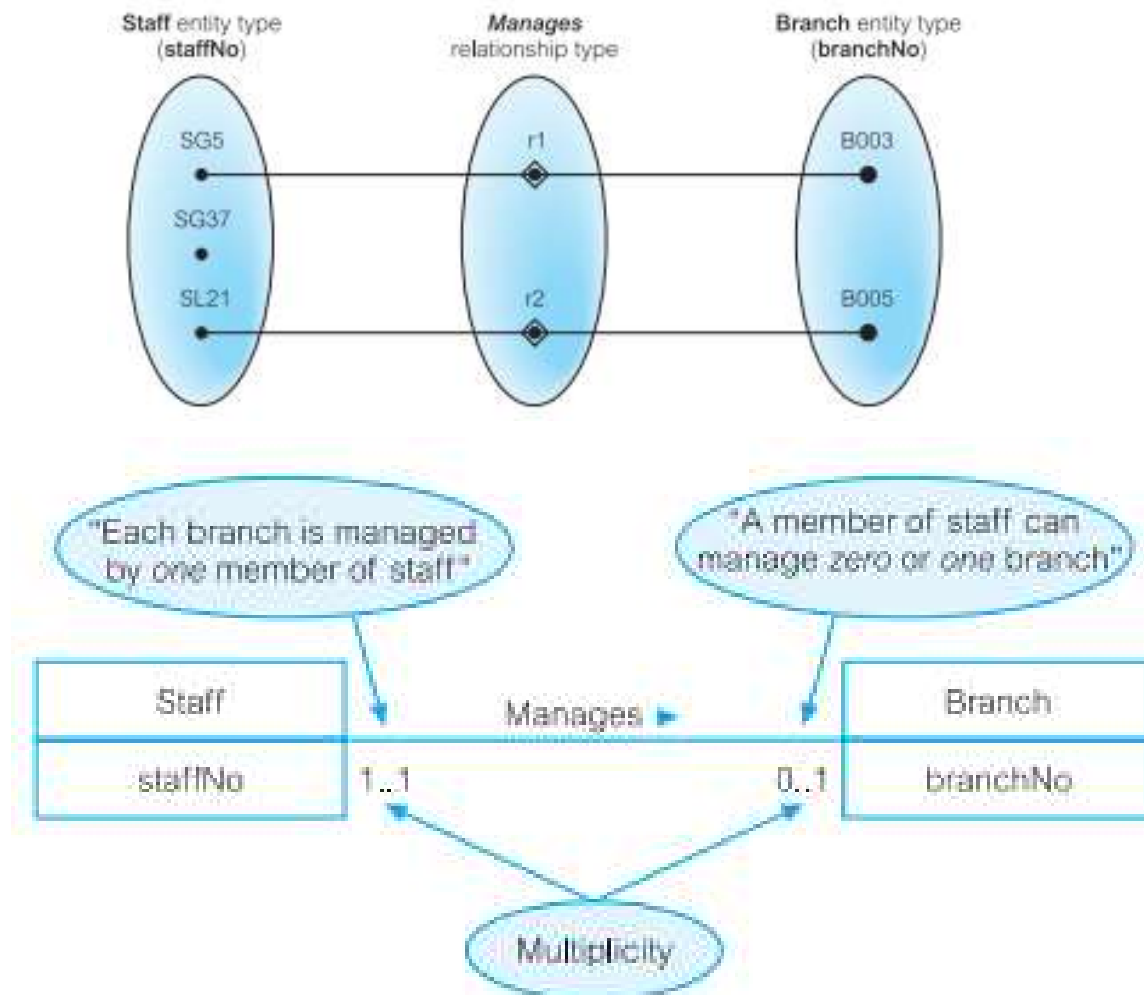 Staff entity type
(staffNo)
Manages
relationship type
Branch entity type
(branchNo)
SG5
r1
B003
SG37
SL21
r2
B005
"Each branch is managed
by one member of staff"
"A member of staff can
manage zero or one branch"
Staff
Manages
Branch
staffNo
1..1
0..1
branchNo
Multiplicity